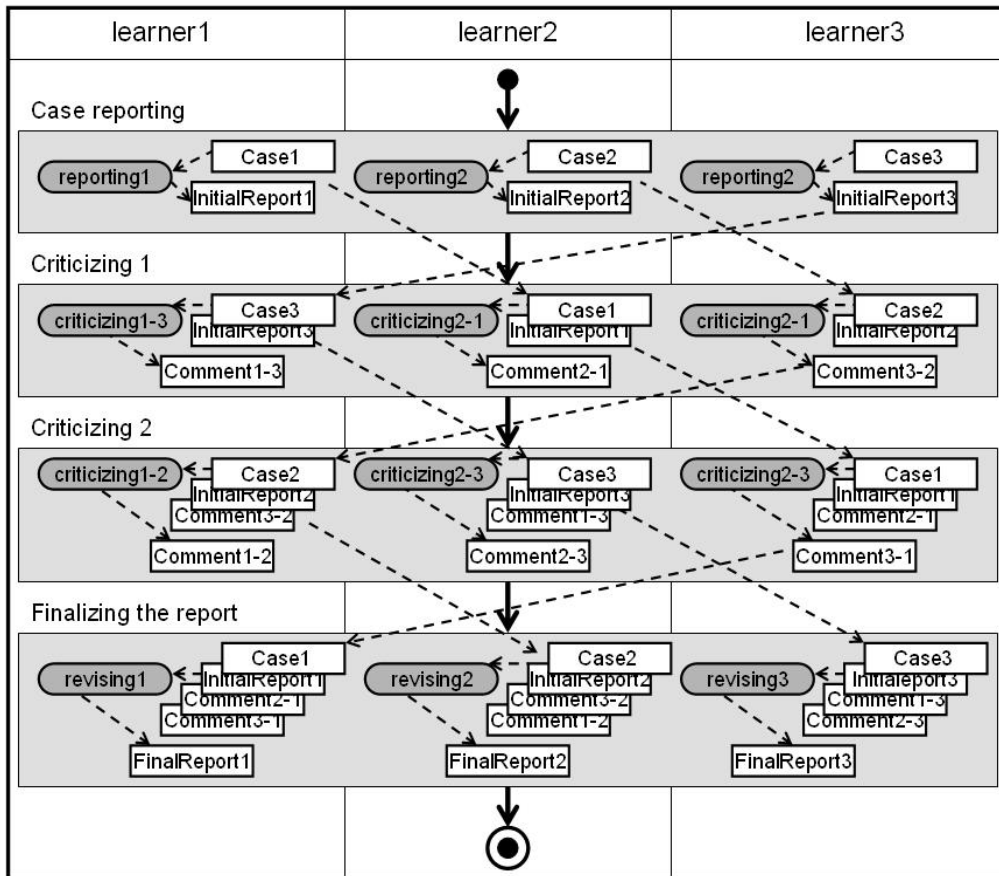 learner1 learner2 learner3
Case reporting
Case1 Case2 Case3
reporting1 reporting2 reporting2
InitialReport1 InitialReport2 InitialReport3
Criticizing 1
Case3 Case1 Case2
criticizing1-3 criticizing2-1 criticizing2-1
InitialReport3 InitialReport1 InitialReport2
Comment1-3 Comment2-1 Comment3-2
Criticizing 2
Case2 Case3 Case1
criticizing1-2 criticizing2-3 criticizing2-3
InitialReport2 InitialReport3 InitialReport1
Comment3-2 Comment1-3 Comment2-1
Comment1-2 Comment2-3 Comment3-1
Finalizing the report
Case1 Case2 Case3
revising1 revising2 revising3
InitialReport1 InitialReport2 Initialeport3
Comment2-1 Comment3-2 Comment1-3
Comment3-1 Comment1-2 Comment2-3
FinalReport1 FinalReport2 FinalReport3